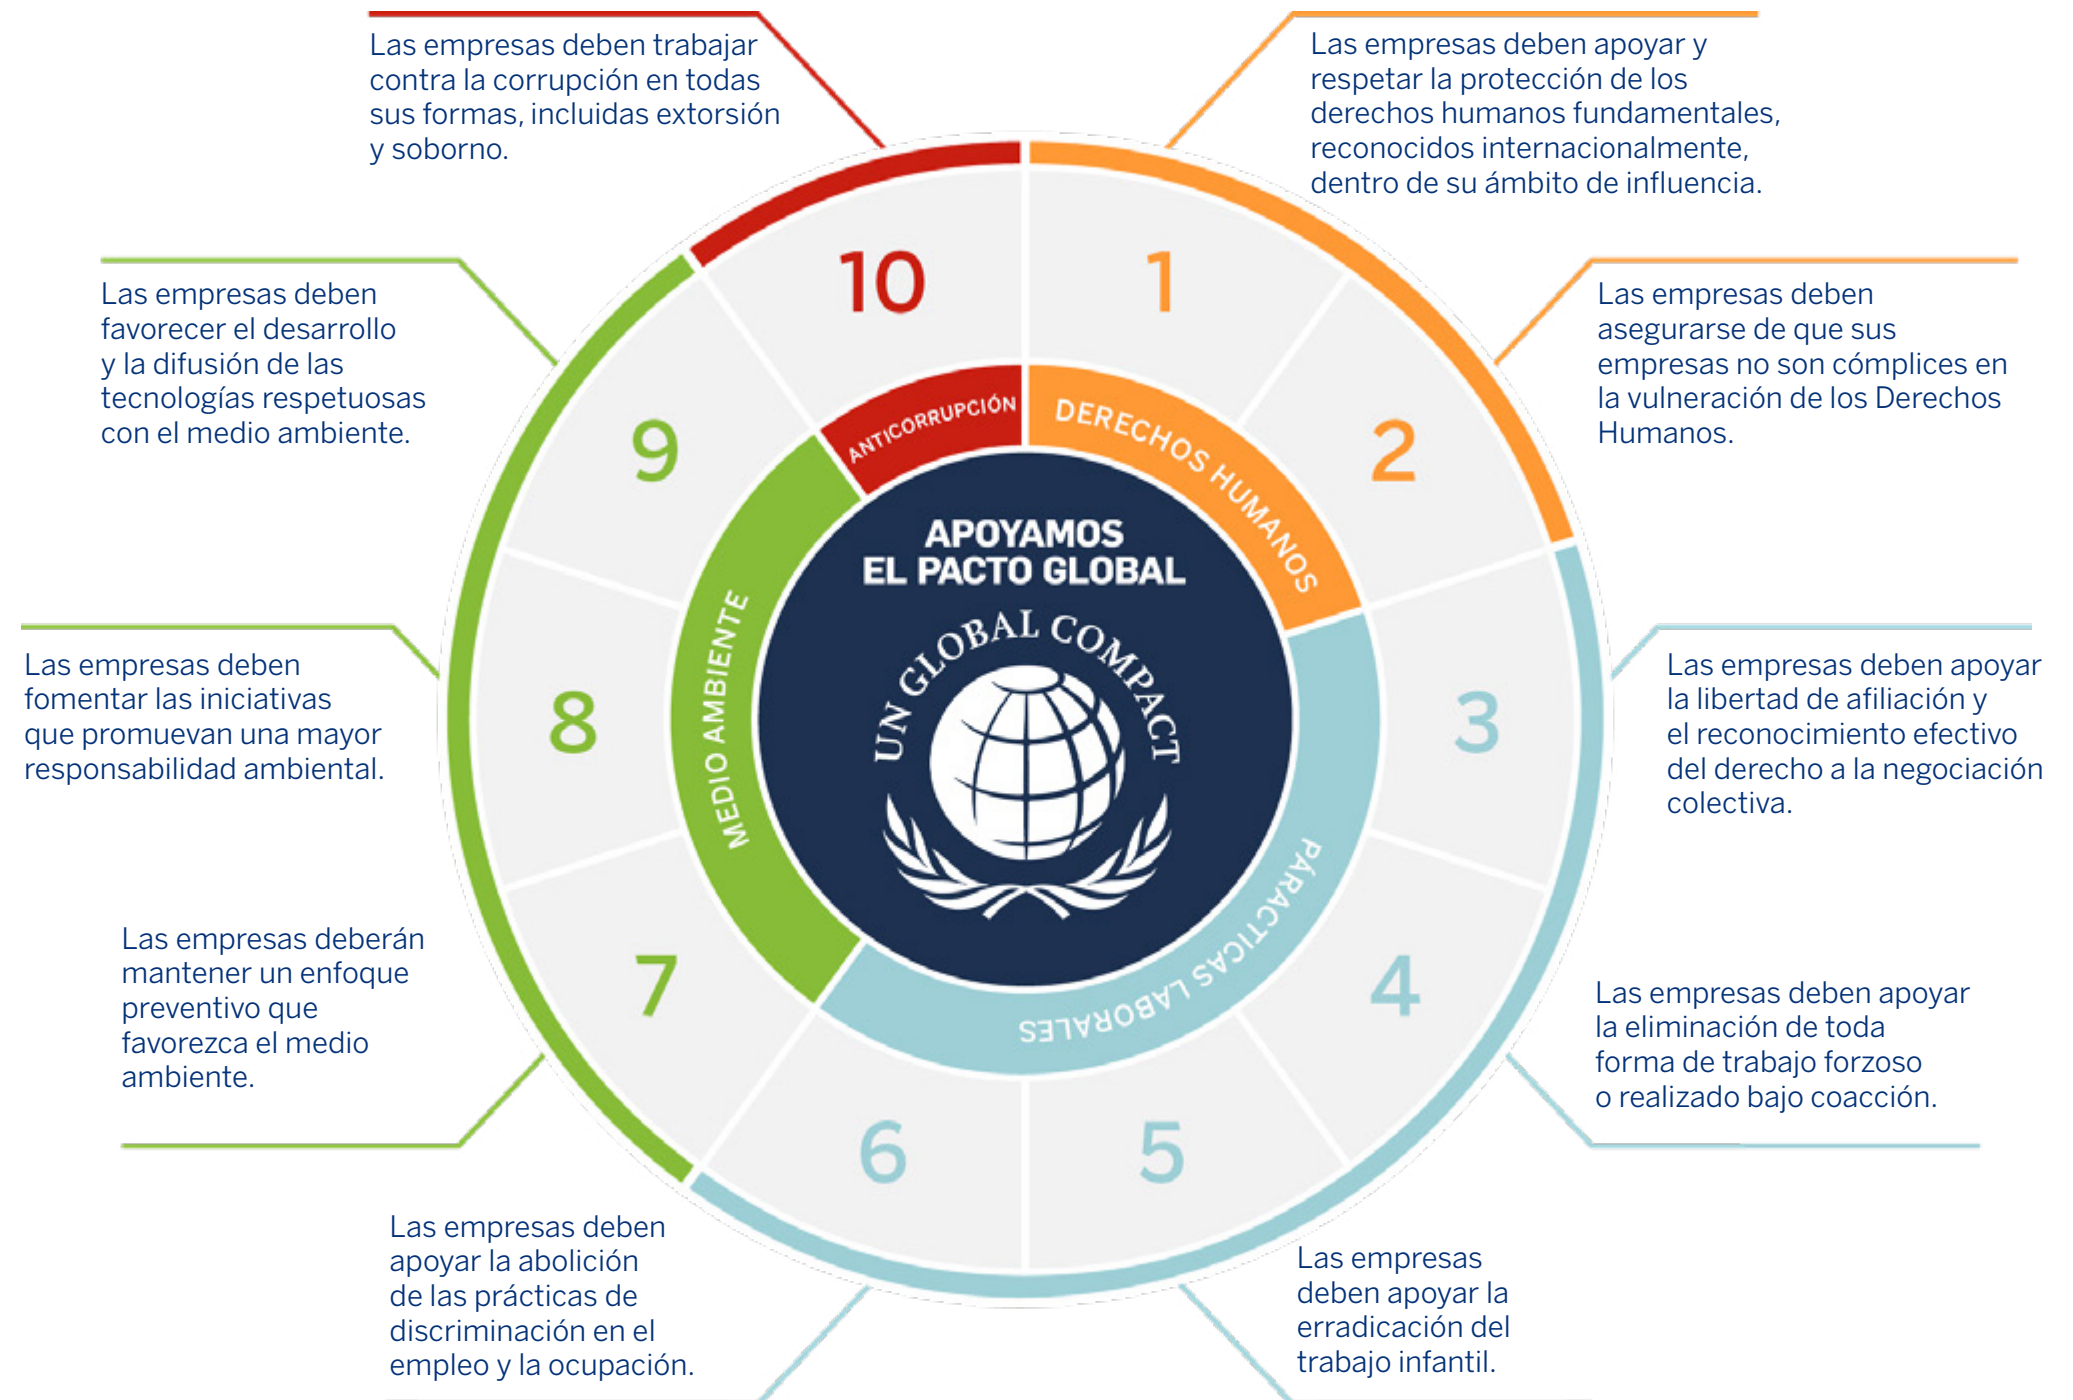 Las empresas deben trabajar
contra la corrupción en todas
sus formas, incluidas extorsión
y soborno.
Las empresas deben apoyar y
respetar la protección de los
derechos humanos fundamentales,
reconocidos internacionalmente,
dentro de su ámbito de influencia.
Las empresas deben
favorecer el desarrollo
y la difusión de las
tecnologías respetuosas
con el medio ambiente.
Las empresas deben
asegurarse de que sus
empresas no son cómplices en
la vulneración de los Derechos
Humanos.
Las empresas deben
fomentar las iniciativas
que promuevan una mayor
responsabilidad ambiental.
Las empresas deben apoyar
la libertad de afiliación y
el reconocimiento efectivo
del derecho a la negociación
colectiva.
Las empresas deberán
mantener un enfoque
preventivo que
favorezca el medio
ambiente.
Las empresas deben apoyar
la eliminación de toda
forma de trabajo forzoso
o realizado bajo coacción.
Las empresas deben
apoyar la abolición
de las prácticas de
discriminación en el
empleo y la ocupación.
Las empresas
deben apoyar la
erradicación del
trabajo infantil.
1
2
3
4
5
6
7
8
9
10
DERECHOS HUMANOS
PÁRACTICAS LABORALES
MEDIO AMBIENTE
ANTICORRUPCIÓN
APOYAMOS
EL PACTO GLOBAL
UN GLOBAL COMPACT